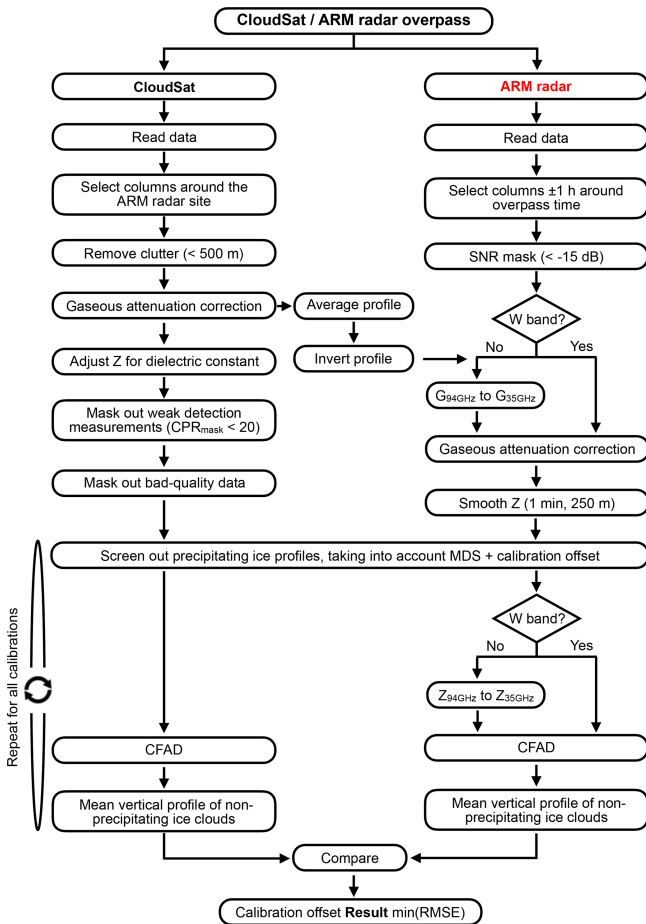 CloudSat / ARM radar overpass
CloudSat
ARM radar
Read data
Read data
Select columns around the
ARM radar site
Select columns ±1 h around
overpass time
Remove clutter (< 500 m)
SNR mask (< -15 dB)
Gaseous attenuation correction
Average profile
W band?
Adjust Z for dielectric constant
Invert profile
No
Yes
G94GHz to G35GHz
Mask out weak detection
measurements (CPRmask < 20)
Gaseous attenuation correction
Mask out bad-quality data
Smooth Z (1 min, 250 m)
Screen out precipitating ice profiles, taking into account MDS + calibration offset
Repeat for all calibrations
W band?
No
Yes
Z94GHz to Z35GHz
CFAD
CFAD
Mean vertical profile of non-
precipitating ice clouds
Mean vertical profile of non-
precipitating ice clouds
Compare
Calibration offset Result min(RMSE)